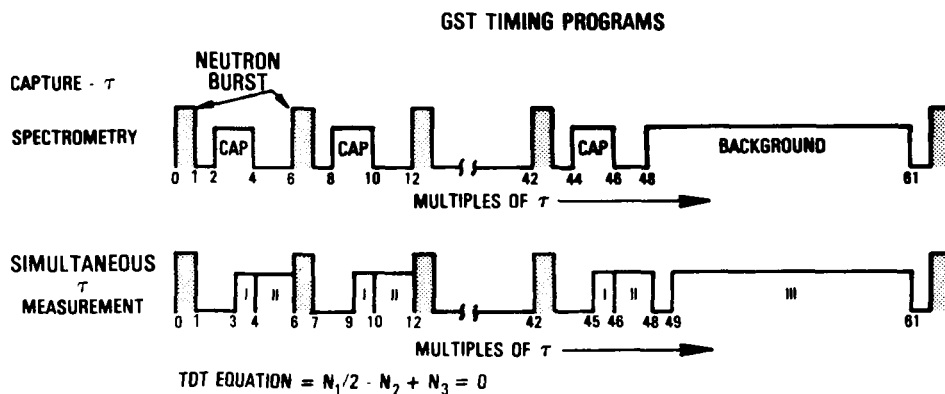 GST TIMING PROGRAMS
CAPTURE - τ
NEUTRON
BURST
SPECTROMETRY
CAP
CAP
CAP
BACKGROUND
0 1 2 4 6 8 10 12 42 44 46 48 61
MULTIPLES OF τ
SIMULTANEOUS
τ
MEASUREMENT
I II I II I II III
0 1 3 4 6 7 9 10 12 42 45 46 48 49 61
MULTIPLES OF τ
TDT EQUATION = N₁/2 - N₂ + N₃ = 0